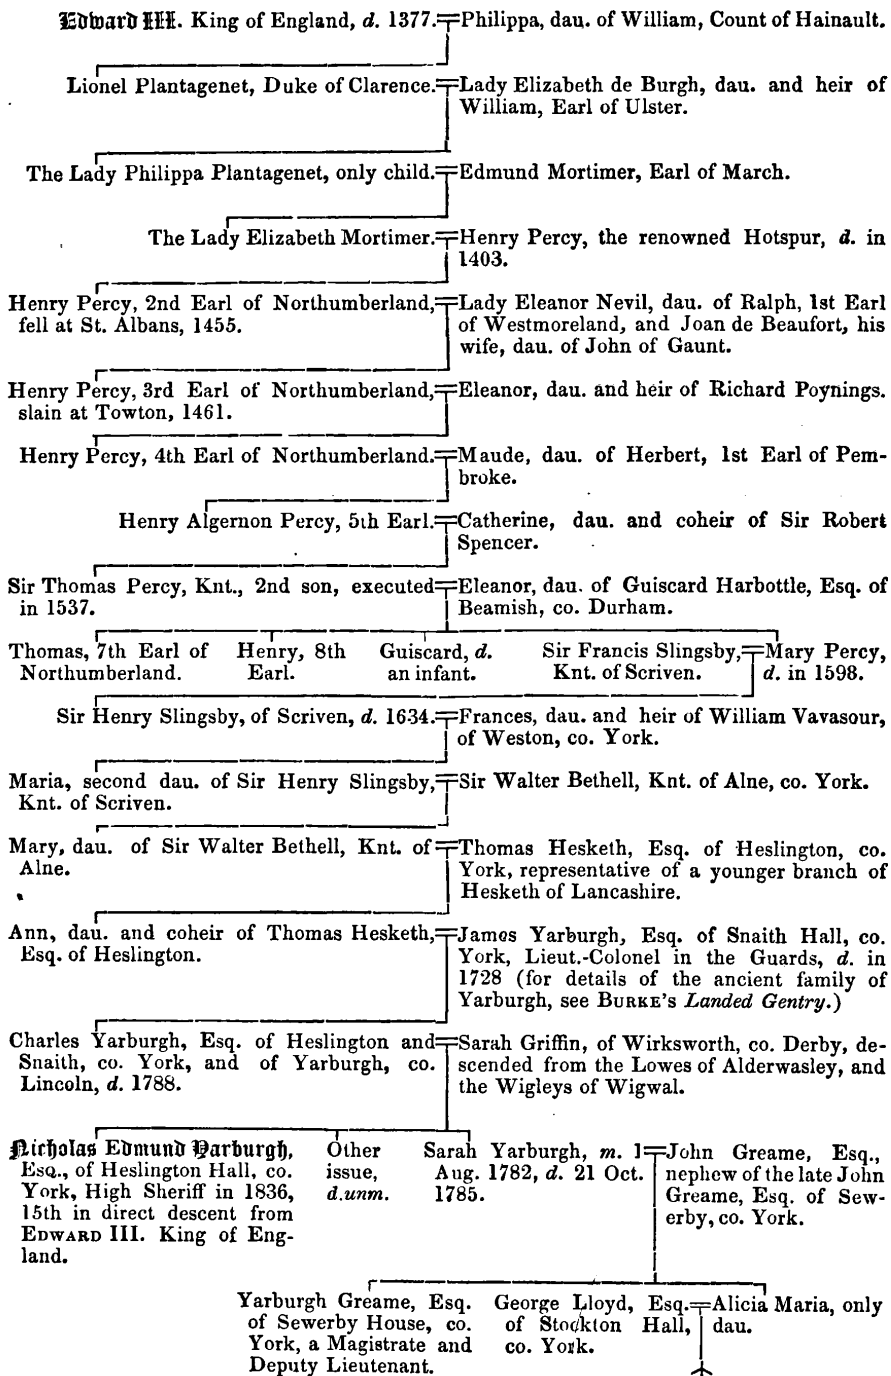 Edward III. King of England, d. 1377.=Philippa, dau. of William, Count of Hainault.
Lionel Plantagenet, Duke of Clarence.=Lady Elizabeth de Burgh, dau. and heir of
William, Earl of Ulster.
The Lady Philippa Plantagenet, only child.=Edmund Mortimer, Earl of March.
The Lady Elizabeth Mortimer.=Henry Percy, the renowned Hotspur, d. in
1403.
Henry Percy, 2nd Earl of Northumberland,
fell at St. Albans, 1455.
=Lady Eleanor Nevil, dau. of Ralph, 1st Earl
of Westmoreland, and Joan de Beaufort, his
wife, dau. of John of Gaunt.
Henry Percy, 3rd Earl of Northumberland,
slain at Towton, 1461.
=Eleanor, dau. and heir of Richard Poynings.
Henry Percy, 4th Earl of Northumberland.=Maude, dau. of Herbert, 1st Earl of Pem-
broke.
Henry Algernon Percy, 5th Earl.=Catherine, dau. and coheir of Sir Robert
Spencer.
Sir Thomas Percy, Knt., 2nd son, executed
in 1537.
=Eleanor, dau. of Guiscard Harbottle, Esq. of
Beamish, co. Durham.
Thomas, 7th Earl of
Northumberland.
Henry, 8th
Earl.
Guiscard, d.
an infant.
Sir Francis Slingsby,
Knt. of Scriven.
=Mary Percy,
d. in 1598.
Sir Henry Slingsby, of Scriven, d. 1634.=Frances, dau. and heir of William Vavasour,
of Weston, co. York.
Maria, second dau. of Sir Henry Slingsby,
Knt. of Scriven.
=Sir Walter Bethell, Knt. of Alne, co. York.
Mary, dau. of Sir Walter Bethell, Knt. of
Alne.
=Thomas Hesketh, Esq. of Heslington, co.
York, representative of a younger branch of
Hesketh of Lancashire.
Ann, dau. and coheir of Thomas Hesketh,
Esq. of Heslington.
=James Yarburgh, Esq. of Snaith Hall, co.
York, Lieut.-Colonel in the Guards, d. in
1728 (for details of the ancient family of
Yarburgh, see BURKE'S Landed Gentry.)
Charles Yarburgh, Esq. of Heslington and
Snaith, co. York, and of Yarburgh, co.
Lincoln, d. 1788.
=Sarah Griffin, of Wirksworth, co. Derby, de-
scended from the Lowes of Alderwasley, and
the Wigleys of Wigwal.
Nicholas Edmund Yarburgh,
Esq., of Heslington Hall, co.
York, High Sheriff in 1836,
15th in direct descent from
EDWARD III. King of Eng-
land.
Other
issue,
d.unm.
Sarah Yarburgh, m. 1
Aug. 1782, d. 21 Oct.
1785.
=John Greame, Esq.,
nephew of the late John
Greame, Esq. of Sew-
erby, co. York.
Yarburgh Greame, Esq.
of Sewerby House, co.
York, a Magistrate and
Deputy Lieutenant.
George Lloyd, Esq.
of Stockton Hall,
co. York.
=Alicia Maria, only
dau.